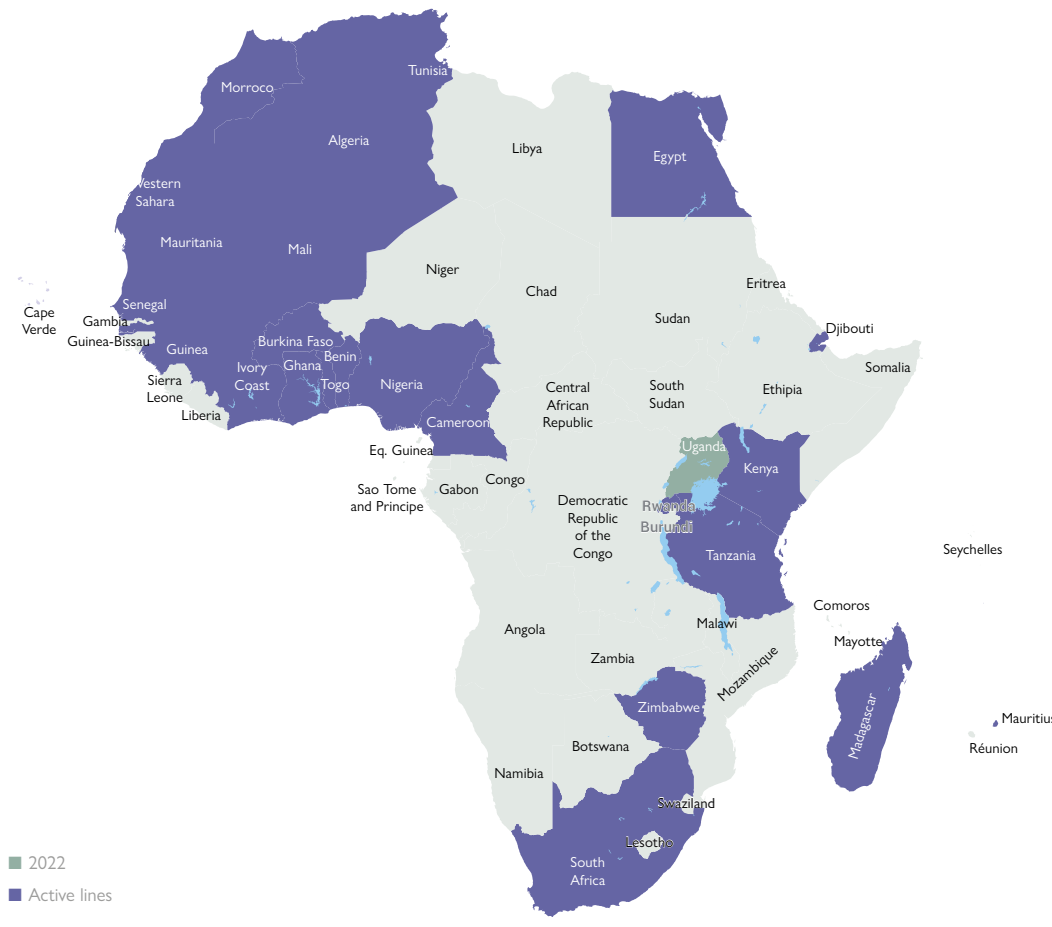 Tunisia
Morroco
Algeria
Libya
Egypt
Western
Sahara
Mauritania
Mali
Niger
Chad
Sudan
Eritrea
Cape
Verde
Senegal
Gambia
Guinea-Bissau
Guinea
Burkina Faso
Benin
Ghana
Ivory
Coast
Togo
Nigeria
Djibouti
Somalia
Sierra
Leone
Liberia
Central
African
Republic
South
Sudan
Ethipia
Cameroon
Eq. Guinea
Uganda
Kenya
Sao Tome
and Principe
Gabon
Congo
Democratic
Republic
of the
Congo
Rwanda
Burundi
Tanzania
Seychelles
Comoros
Mayotte
Angola
Malawi
Zambia
Mozambique
Zimbabwe
Madagascar
Mauritius
Réunion
Botswana
Namibia
Swaziland
Lesotho
South
Africa
2022
Active lines